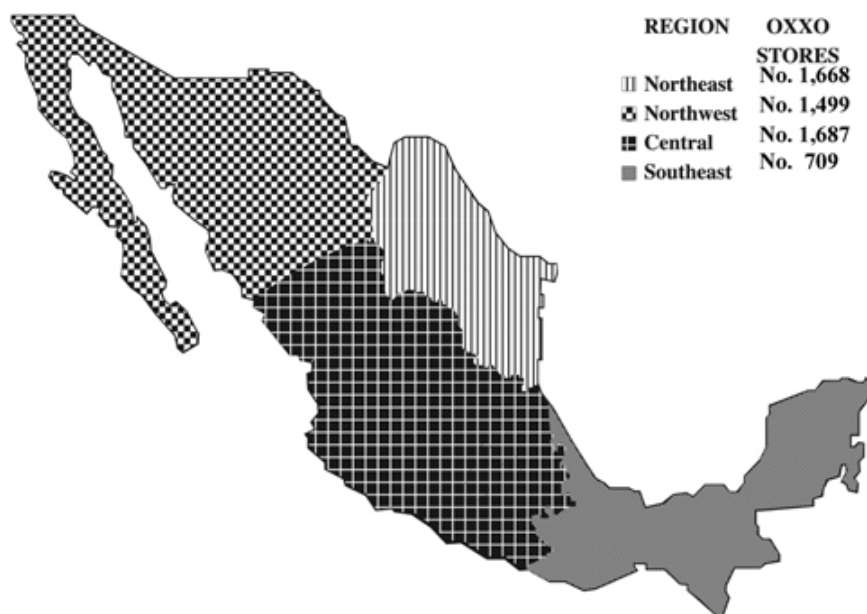 REGION OXXO
STORES
Northeast No. 1,668
Northwest No. 1,499
Central No. 1,687
Southeast No. 709